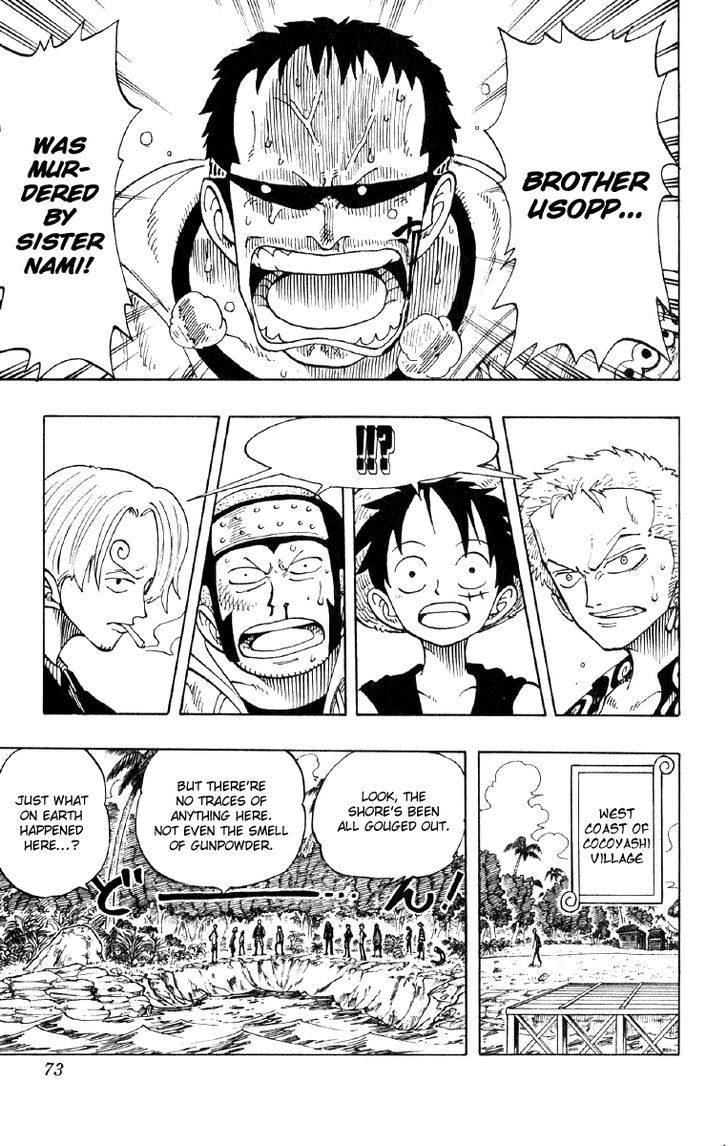 BROTHER
USOPP...
WAS
MUR-
DERED
BY
SISTER
NAMI!
!!?
WEST
COAST OF
COCOYASHI
VILLAGE
LOOK, THE
SHORE'S BEEN
ALL GOUGED OUT.
BUT THERE'RE
NO TRACES OF
ANYTHING HERE.
NOT EVEN THE SMELL
OF GUNPOWDER.
JUST WHAT
ON EARTH
HAPPENED
HERE...?
ど――…ん!
73